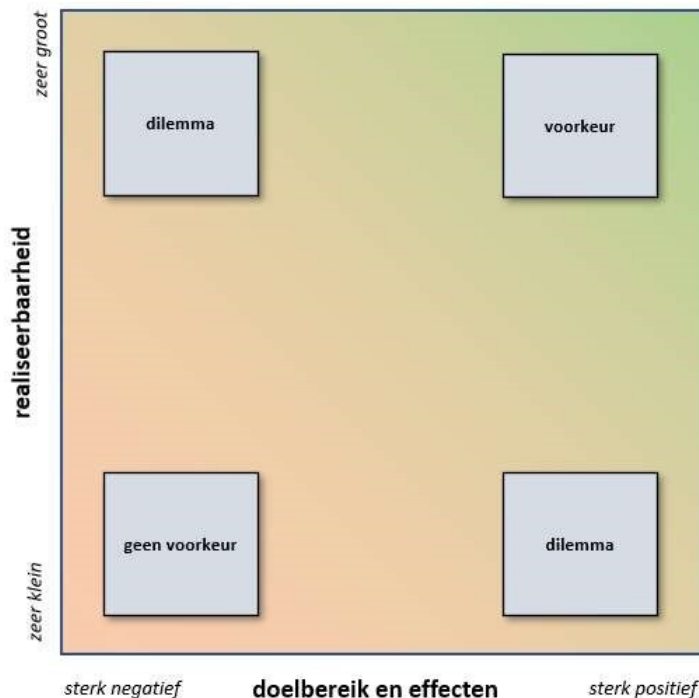 zeer groot
dilemma
voorkeur
realiseerbaarheid
geen voorkeur
dilemma
zeer klein
sterk negatief
doelbereik en effecten
sterk positief